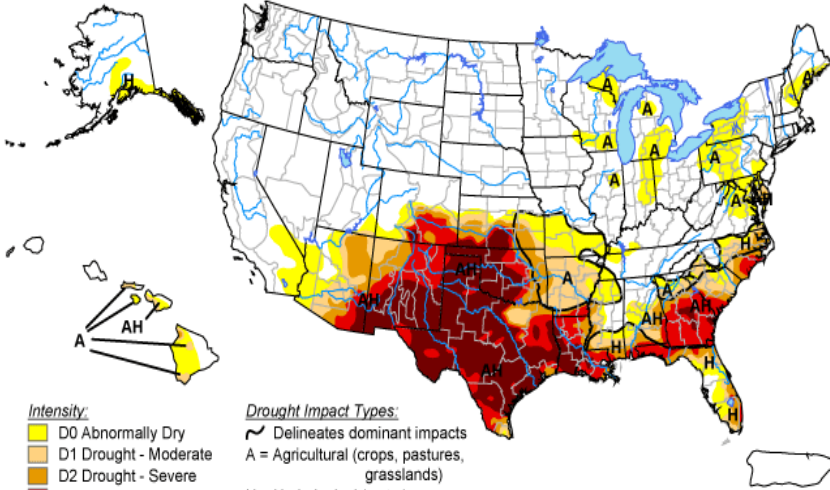 H
A
A
A
A
A
A
A
A
AH
H
AH
A
AH
A
AH
AH
H
AH
H
H
A
AH
Intensity:
D0 Abnormally Dry
D1 Drought - Moderate
D2 Drought - Severe
Drought Impact Types:
Delineates dominant impacts
A = Agricultural (crops, pastures,
grasslands)